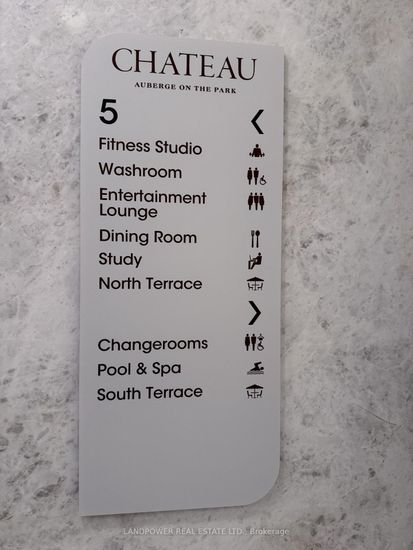 CHATEAU
AUBERGE ON THE PARK
5
Fitness Studio
Washroom
Entertainment
Lounge
Dining Room
Study
North Terrace
Changerooms
Pool & Spa
South Terrace
LANDPOWER REAL ESTATE LTD., Brokerage